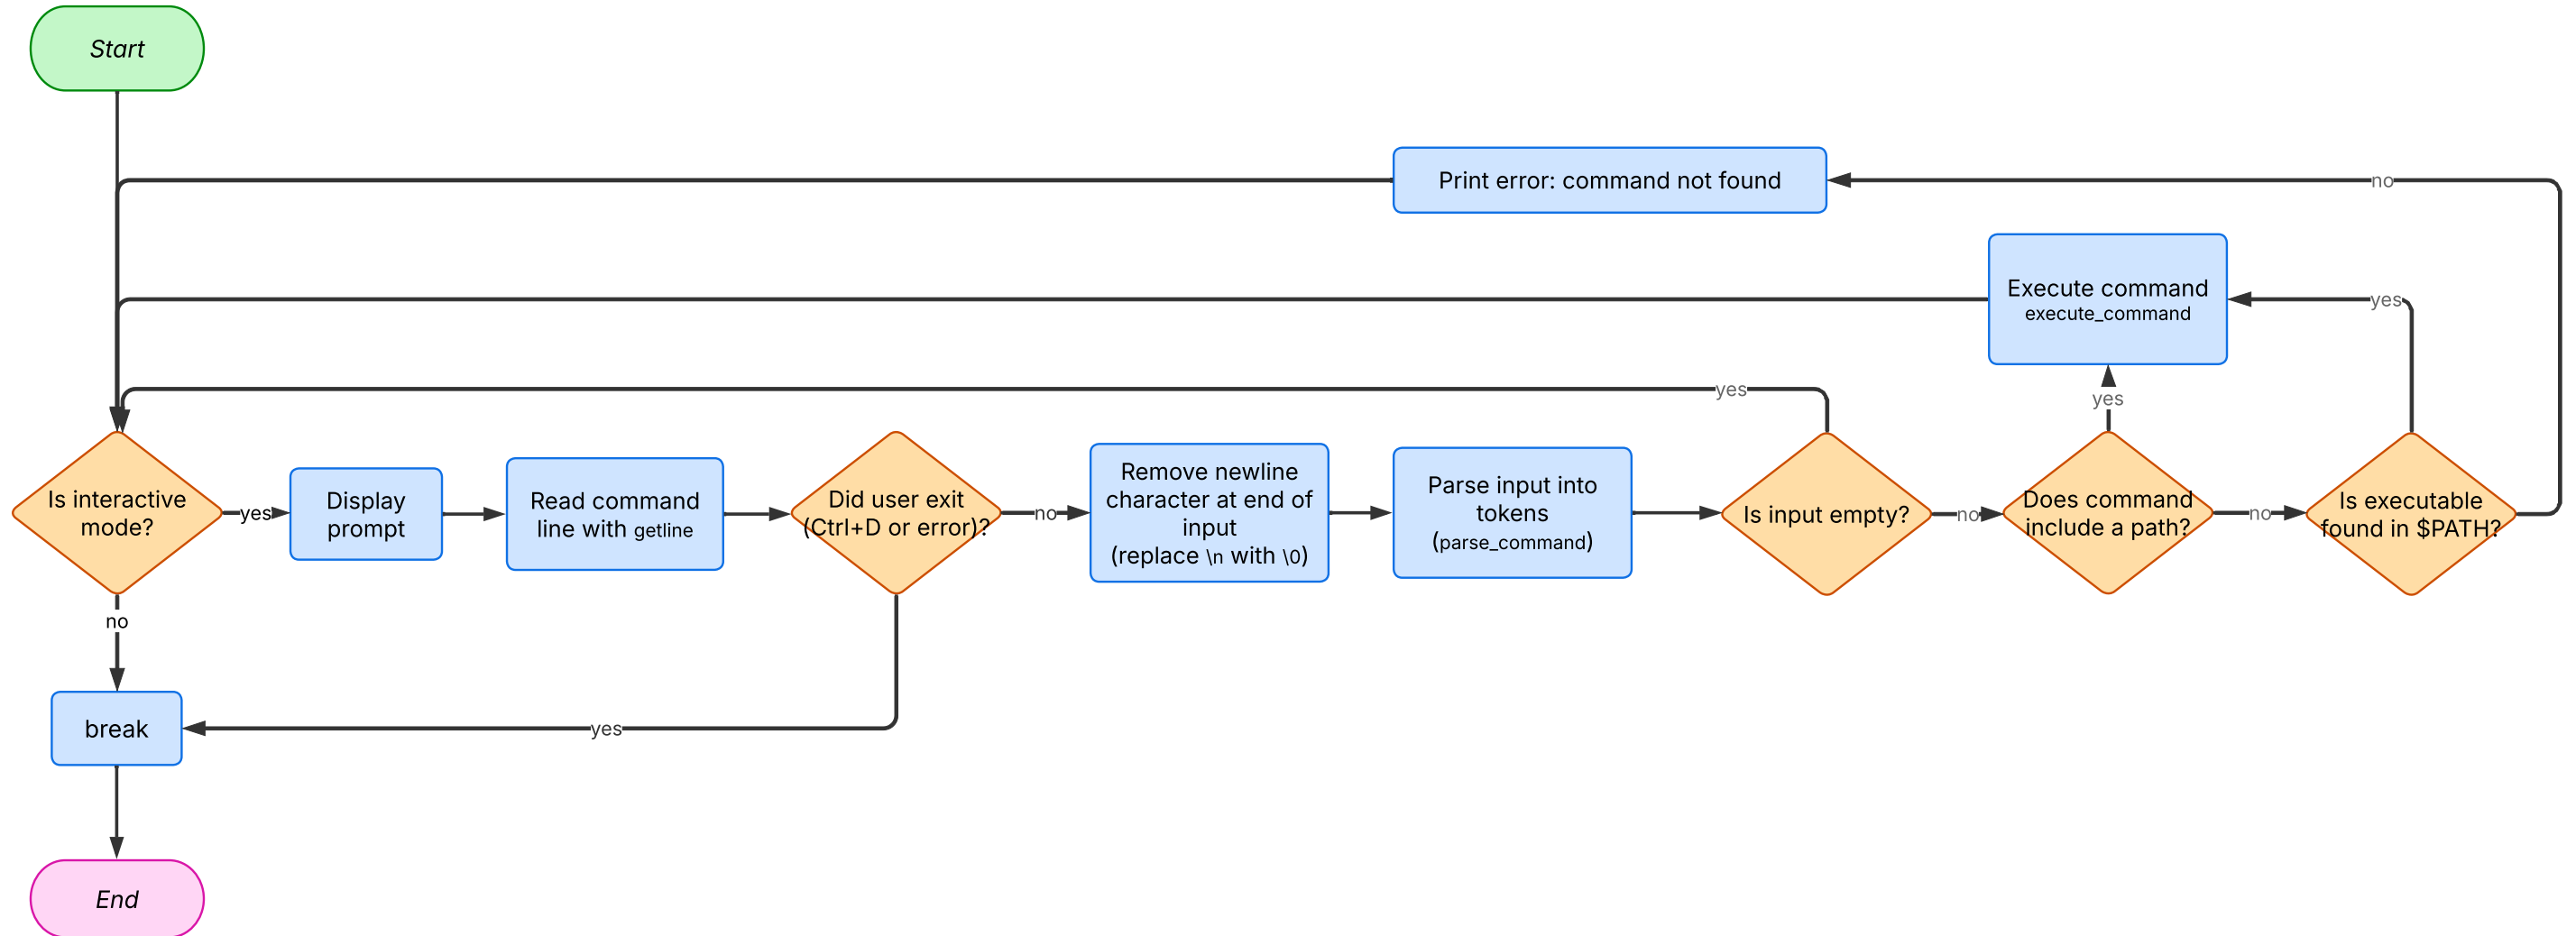 Start
Print error: command not found
no
Execute command
execute_command
yes
yes
yes
Is interactive
mode?
yes
Display
prompt
Read command
line with getline
Did user exit
(Ctrl+D or error)?
no
Remove newline
character at end of
input
(replace \n with \0)
Parse input into
tokens
(parse_command)
Is input empty?
no
Does command
include a path?
no
Is executable
found in $PATH?
no
break
yes
End